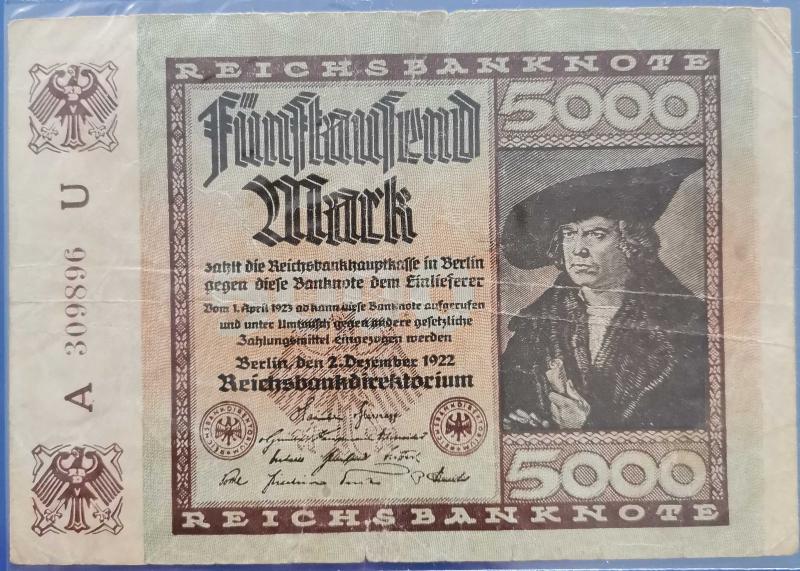 REICHSBANKNOTE
5000
Fünftausend
Mark
zahlt die Reichsbankhauptkasse in Berlin
gegen diese Banknote dem Einlieferer
Vom 1. April 1923 ab kann diese Banknote aufgerufen
und unter Umtausch gegen andere gesetzliche
Zahlungsmittel eingezogen werden
Berlin, den 2. Dezember 1922
Reichsbankdirektorium
5000
REICHSBANKNOTE
A 309896 U